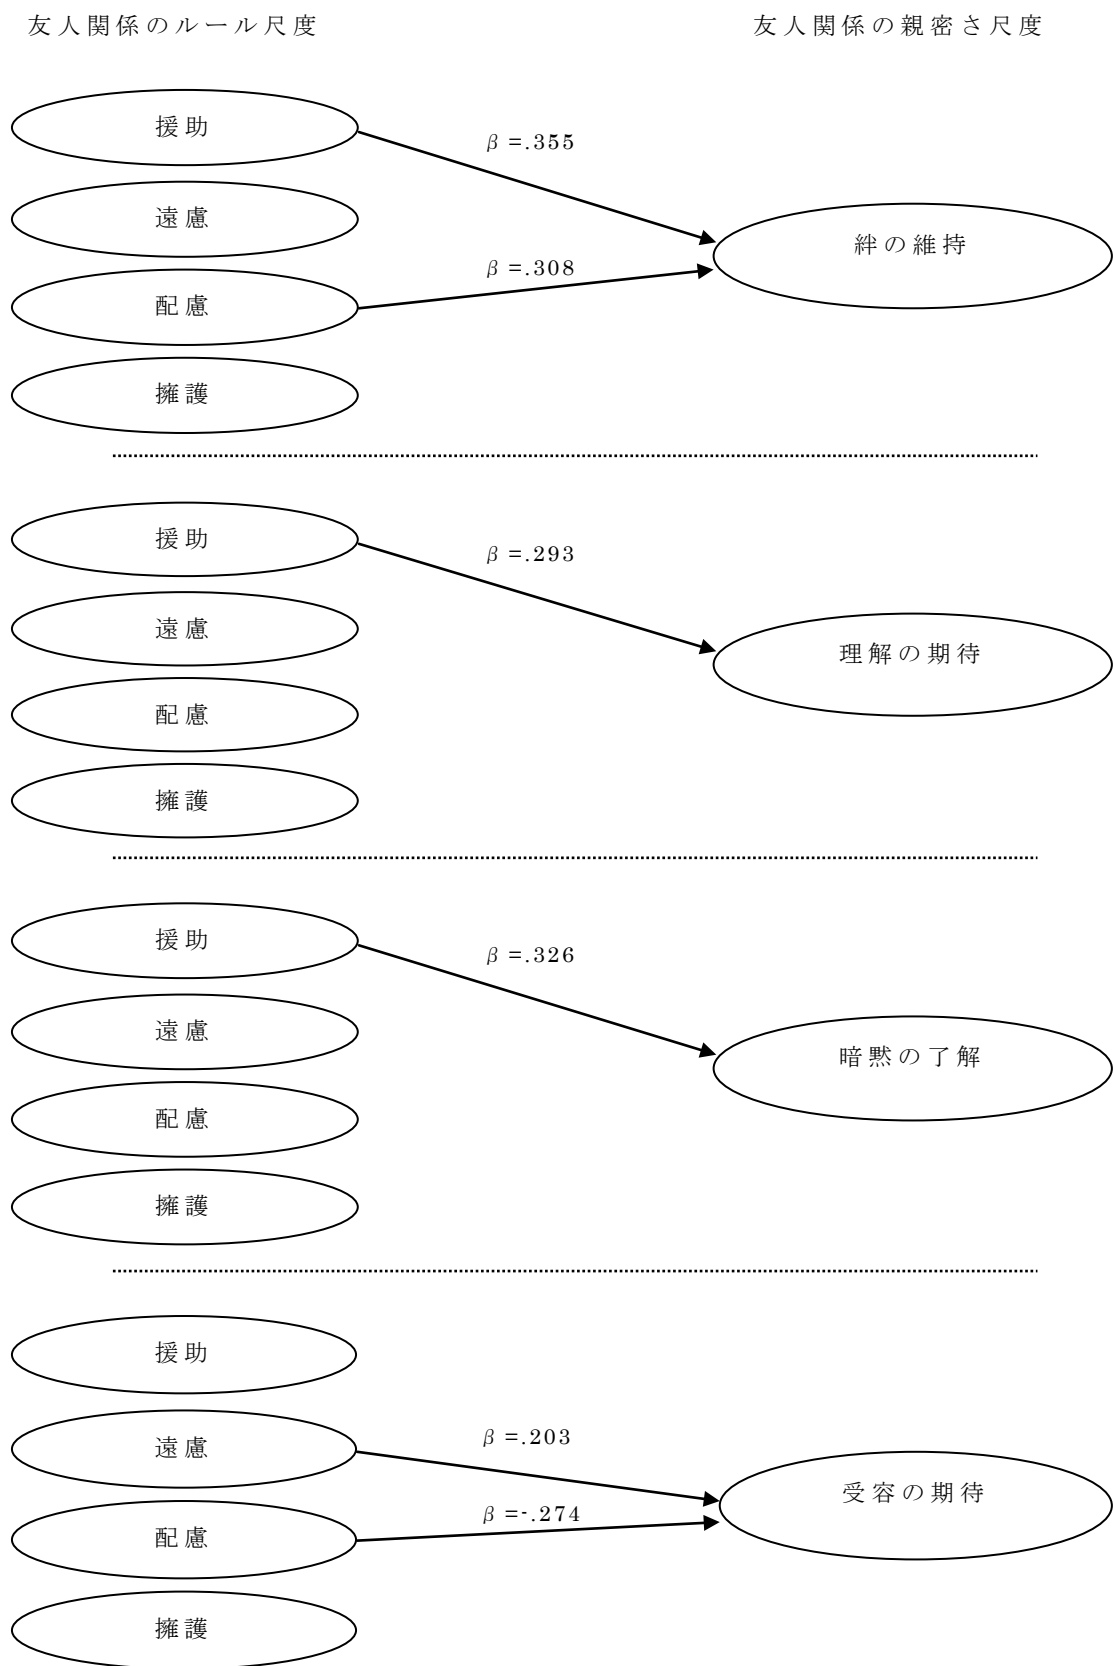 友人関係のルール尺度
友人関係の親密さ尺度
援助
β=.355
遠慮
絆の維持
β=.308
配慮
擁護
援助
β=.293
遠慮
理解の期待
配慮
擁護
援助
β=.326
遠慮
暗黙の了解
配慮
擁護
援助
遠慮
β=.203
受容の期待
β=-.274
配慮
擁護